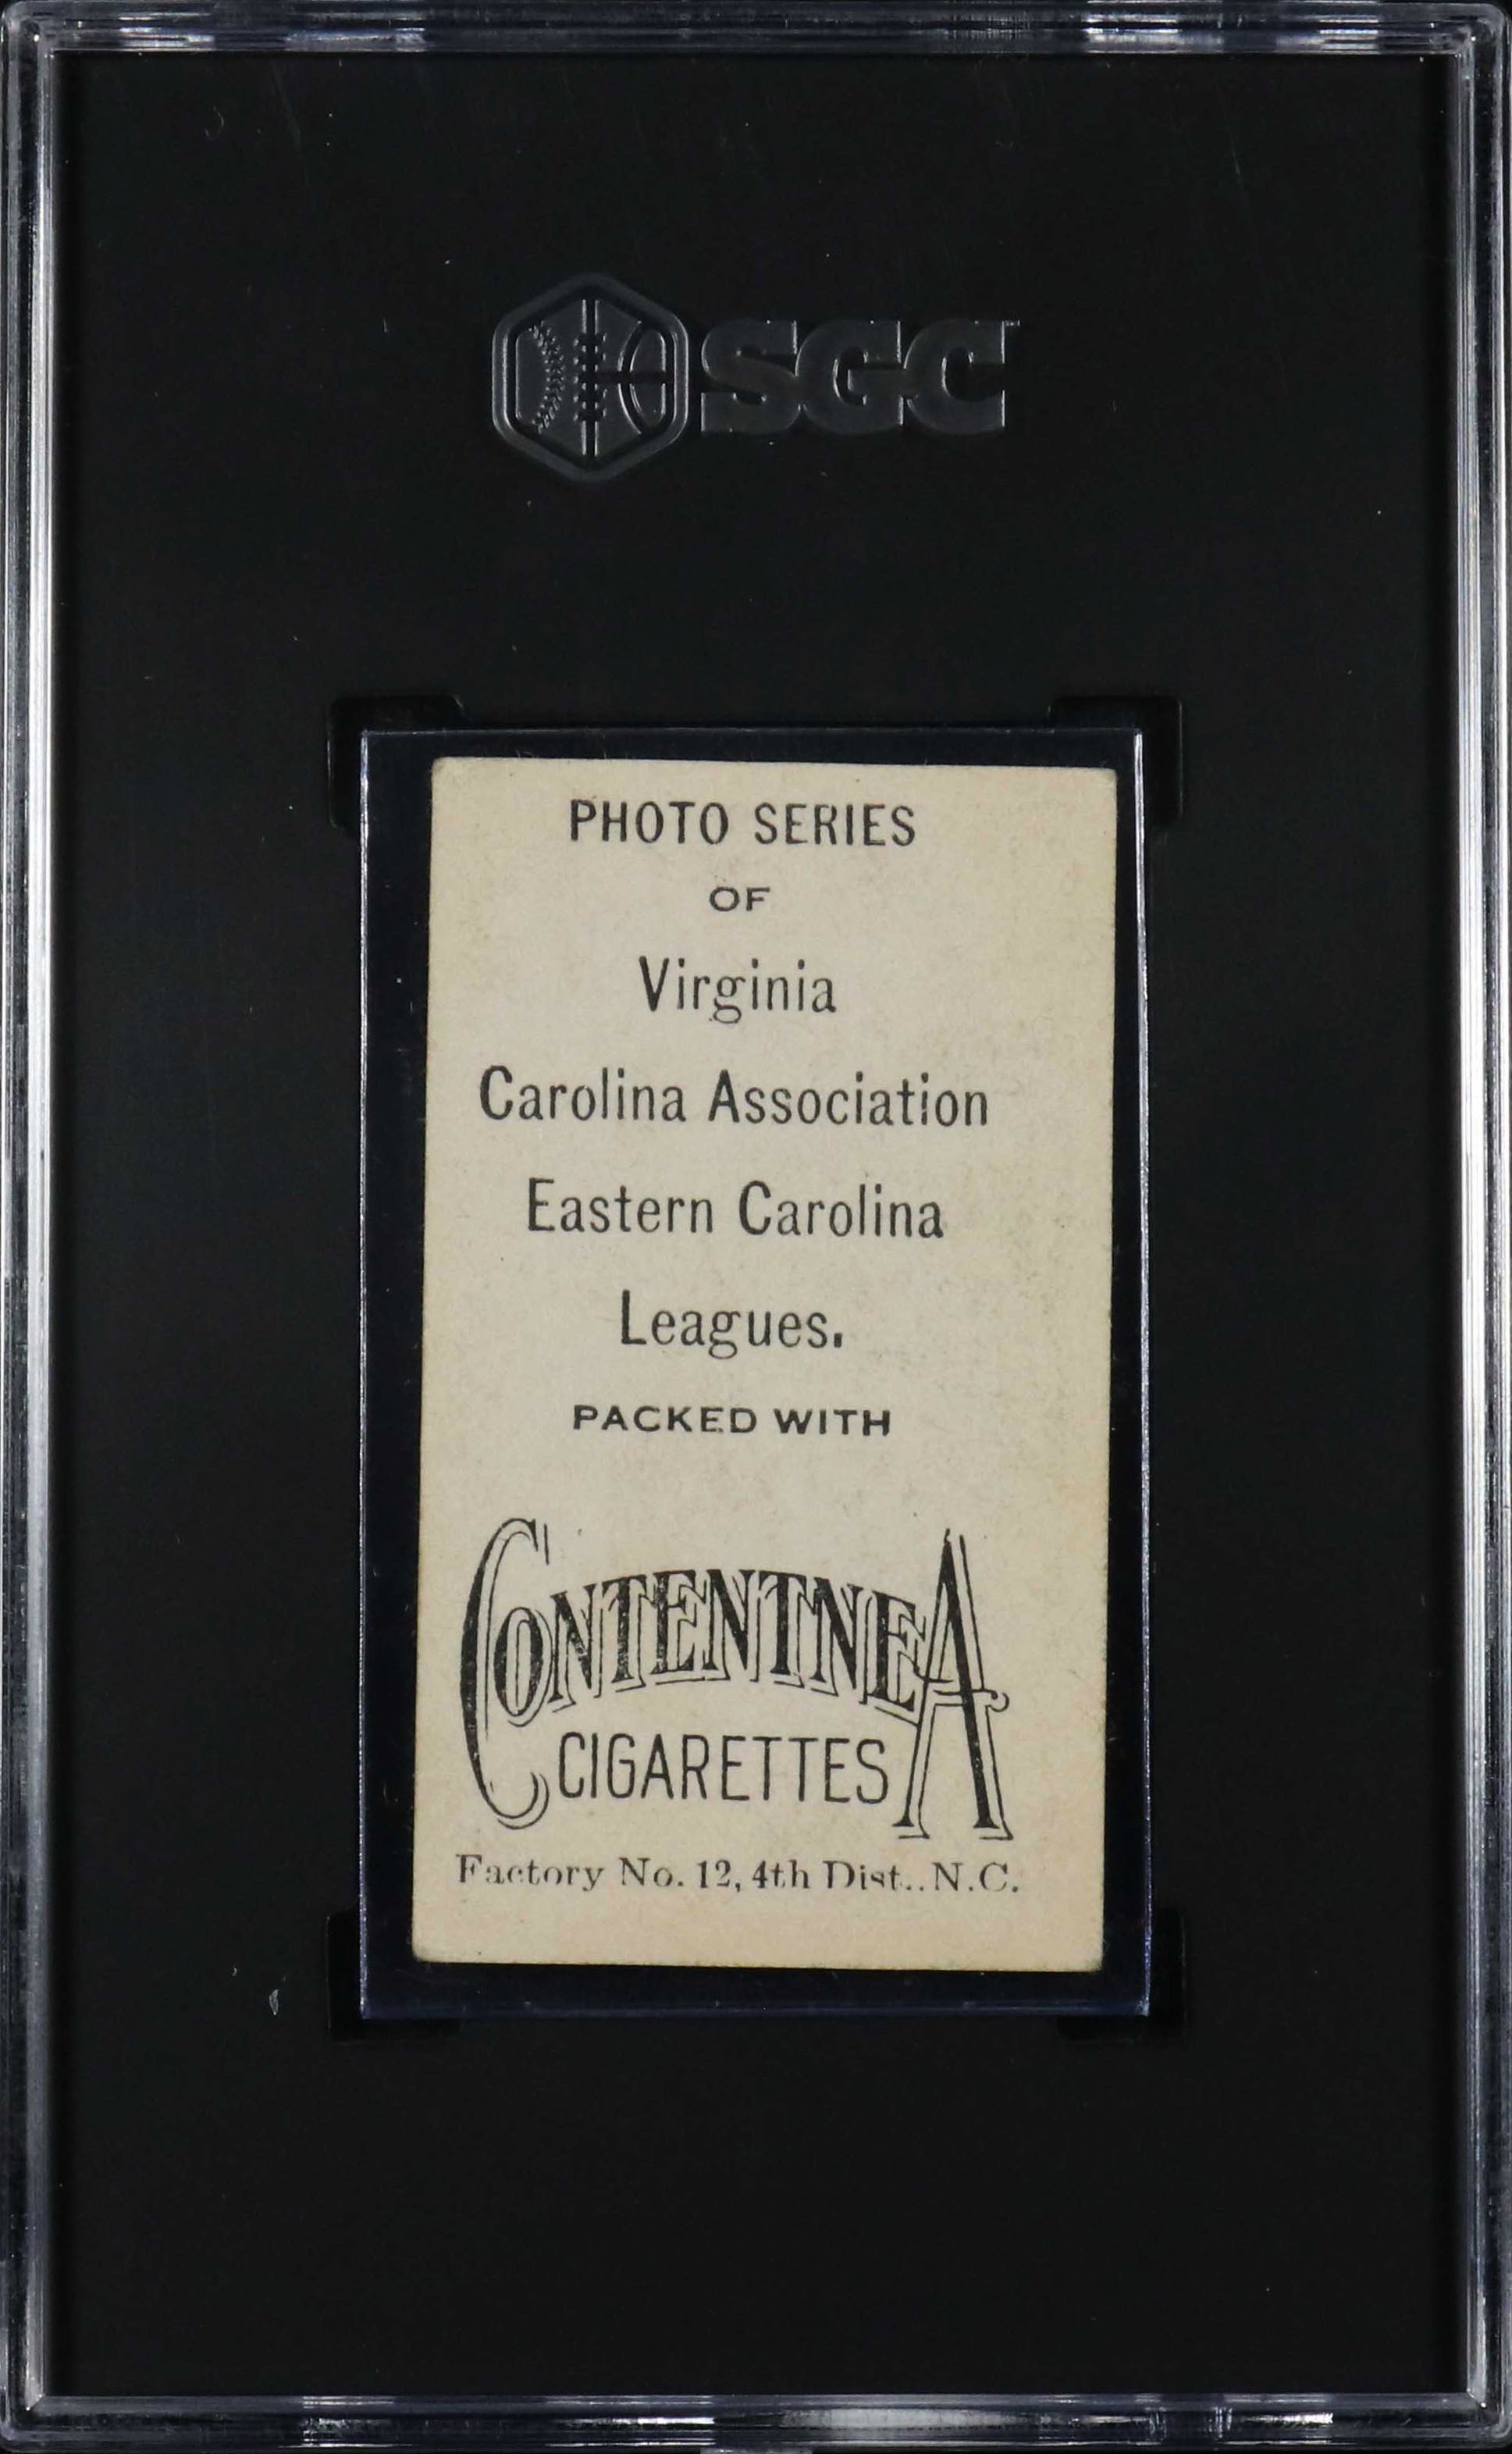 SGC
PHOTO SERIES
OF
Virginia
Carolina Association
Eastern Carolina
Leagues.
PACKED WITH
CONTENTNEA
CIGARETTES
Factory No. 12, 4th Dist.. N.C.